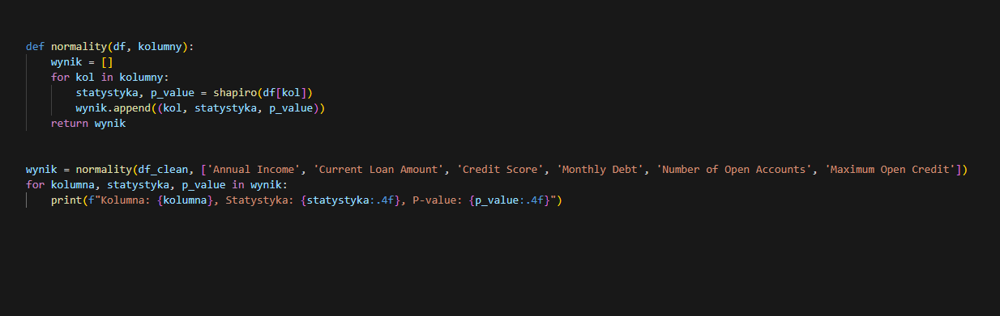 def normality(df, kolumny):
    wynik = []
    for kol in kolumny:
        statystyka, p_value = shapiro(df[kol])
        wynik.append((kol, statystyka, p_value))
    return wynik
wynik = normality(df_clean, ['Annual Income', 'Current Loan Amount', 'Credit Score', 'Monthly Debt', 'Number of Open Accounts', 'Maximum Open Credit'])
for kolumna, statystyka, p_value in wynik:
    print(f"Kolumna: {kolumna}, Statystyka: {statystyka:.4f}, P-value: {p_value:.4f}")